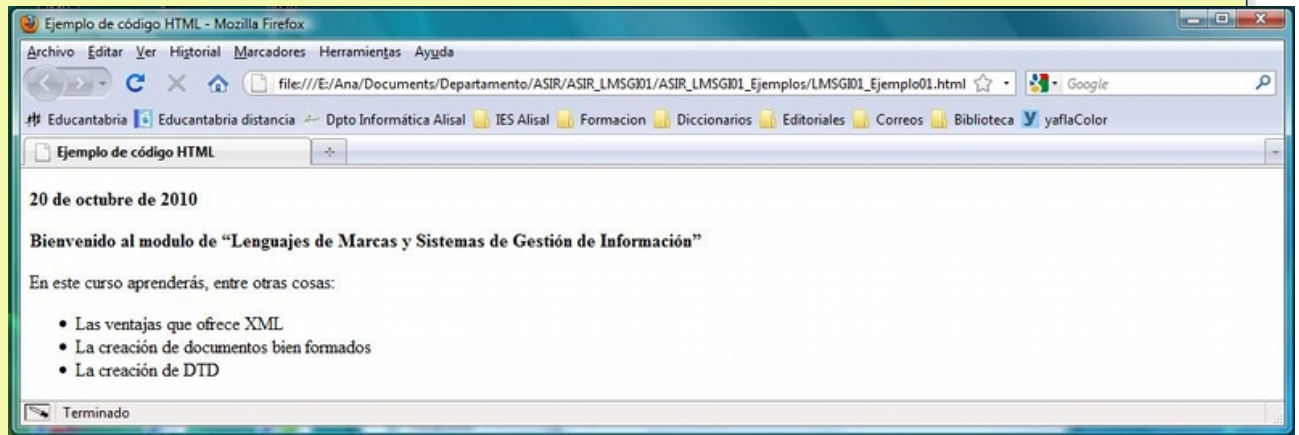 Ejemplo de código HTML - Mozilla Firefox
Archivo Editar Ver Historial Marcadores Herramientas Ayuda
file:///E:/Ana/Documents/Departamento/ASIR/ASIR_LMSGI01/ASIR_LMSGI01_Ejemplos/LMSGI01_Ejemplo01.html Google
Educantabria Educantabria distancia Dpto Informática Alisal IES Alisal Formacion Diccionarios Editoriales Correos Biblioteca yaflaColor
Ejemplo de código HTML
20 de octubre de 2010
Bienvenido al modulo de “Lenguajes de Marcas y Sistemas de Gestión de Información”
En este curso aprenderás, entre otras cosas:
• Las ventajas que ofrece XML
• La creación de documentos bien formados
• La creación de DTD
Terminado